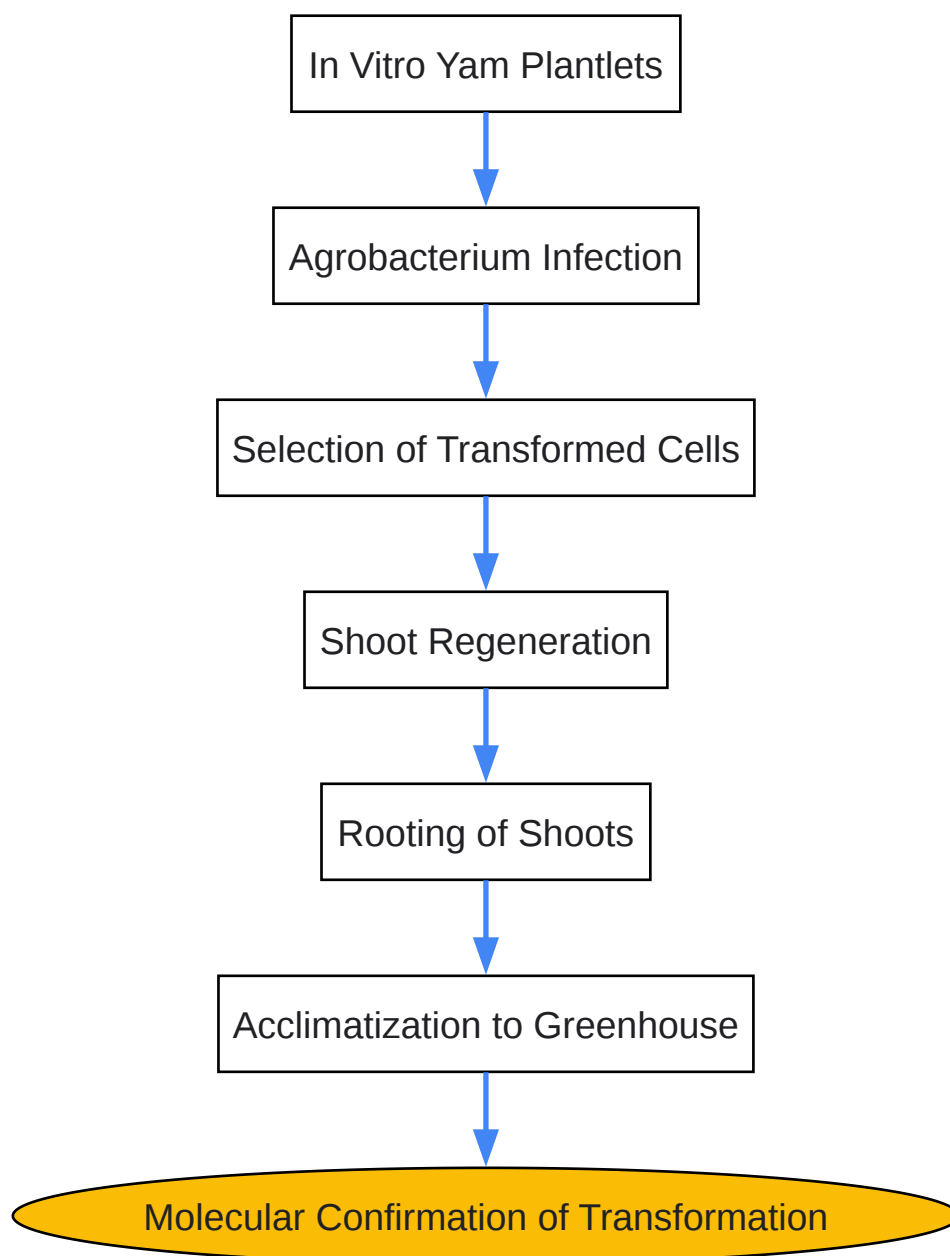 In Vitro Yam Plantlets
Agrobacterium Infection
Selection of Transformed Cells
Shoot Regeneration
Rooting of Shoots
Acclimatization to Greenhouse
Molecular Confirmation of Transformation